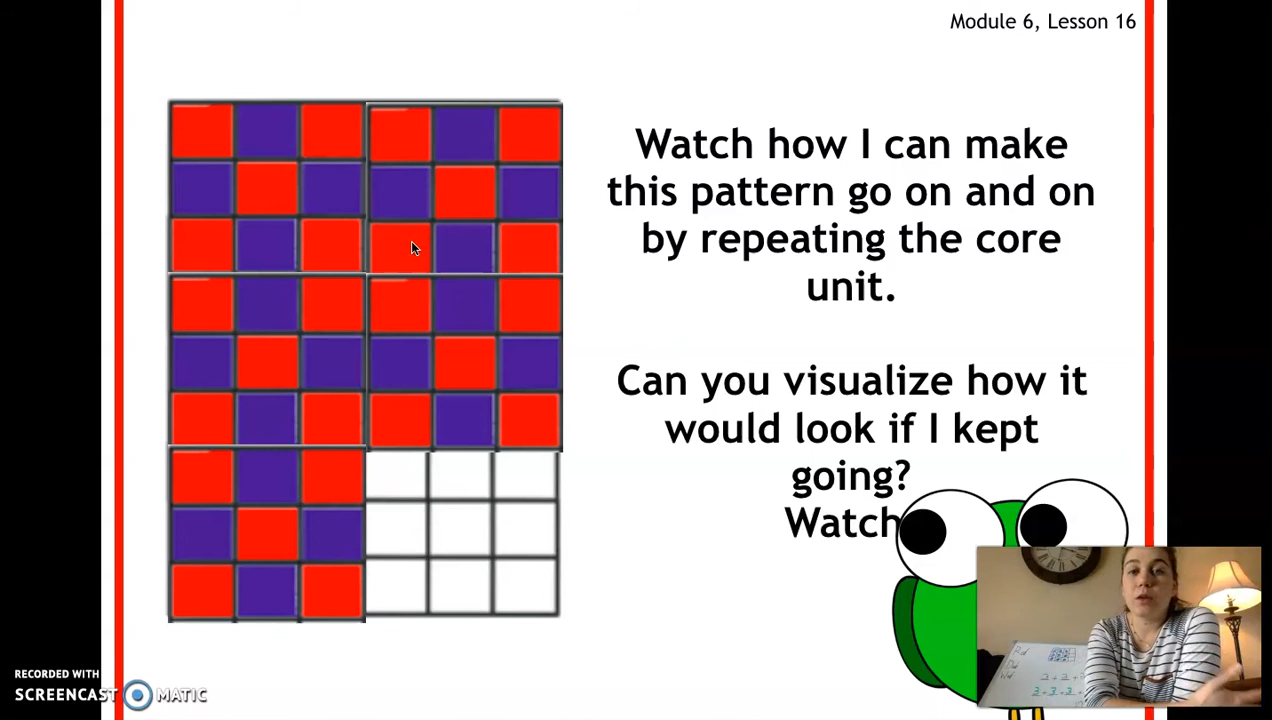 Module 6, Lesson 16
Watch how I can make
this pattern go on and on
by repeating the core
unit.
Can you visualize how it
would look if I kept
going?
Watch
RECORDED WITH
SCREENCAST MATIC